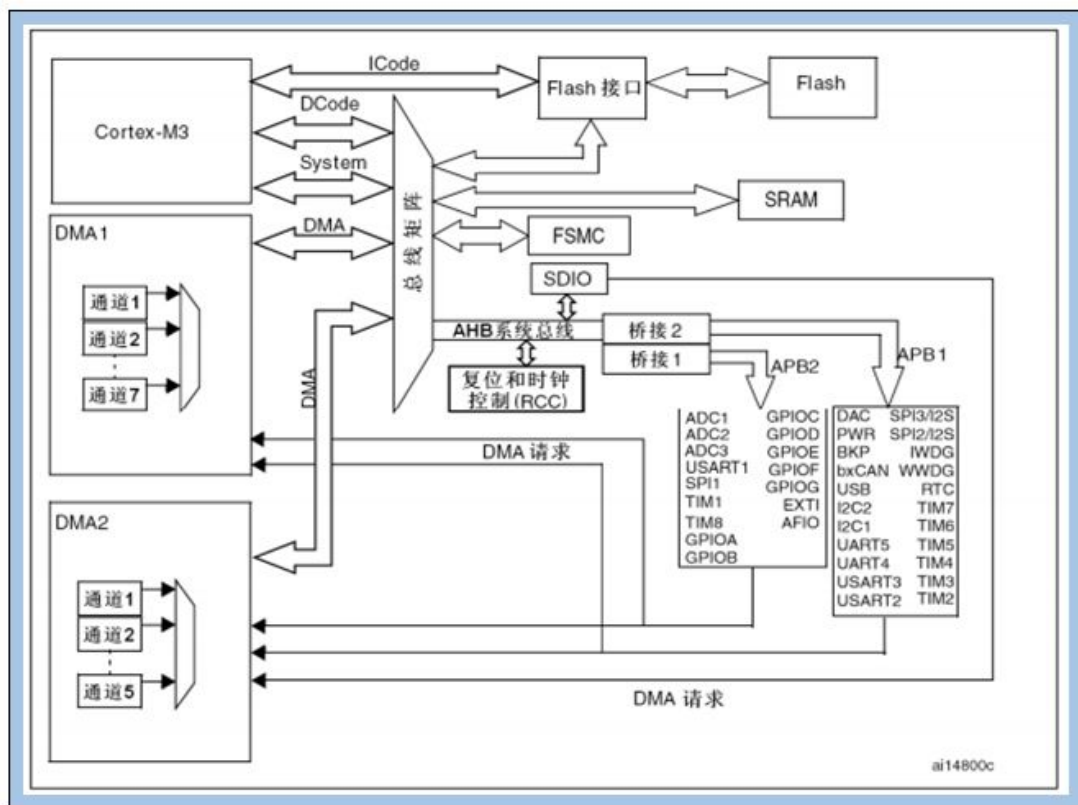 ICode
DCode
System
DMA
Cortex-M3
Flash 接口
Flash
SRAM
FSMC
SDIO
总线矩阵
AHB系统总线
桥接2
桥接1
APB2
APB1
复位和时钟
控制(RCC)
DMA1
通道1
通道2
通道7
DMA
DMA 请求
ADC1 GPIOC
ADC2 GPIOD
ADC3 GPIOE
USART1 GPIOF
SPI1 GPIOG
TIM1 EXTI
TIM8 AFIO
GPIOA
GPIOB
DAC SPI3/I2S
PWR SPI2/I2S
BKP IWDG
bxCAN WWDG
USB RTC
I2C2 TIM7
I2C1 TIM6
UART5 TIM5
UART4 TIM4
USART3 TIM3
USART2 TIM2
DMA2
通道1
通道2
通道5
DMA 请求
ai14800c